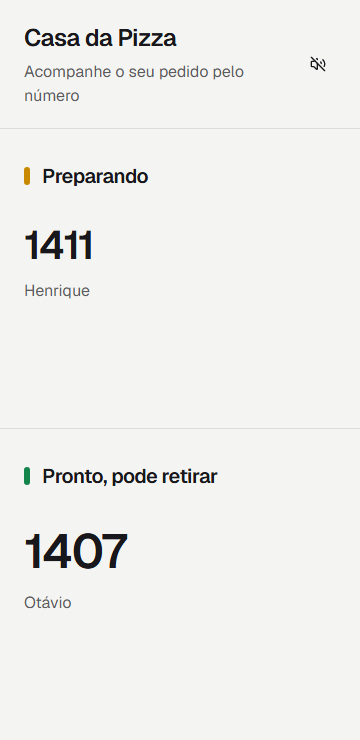 Casa da Pizza
Acompanhe o seu pedido pelo
número
Preparando
1411
Henrique
Pronto, pode retirar
1407
Otávio